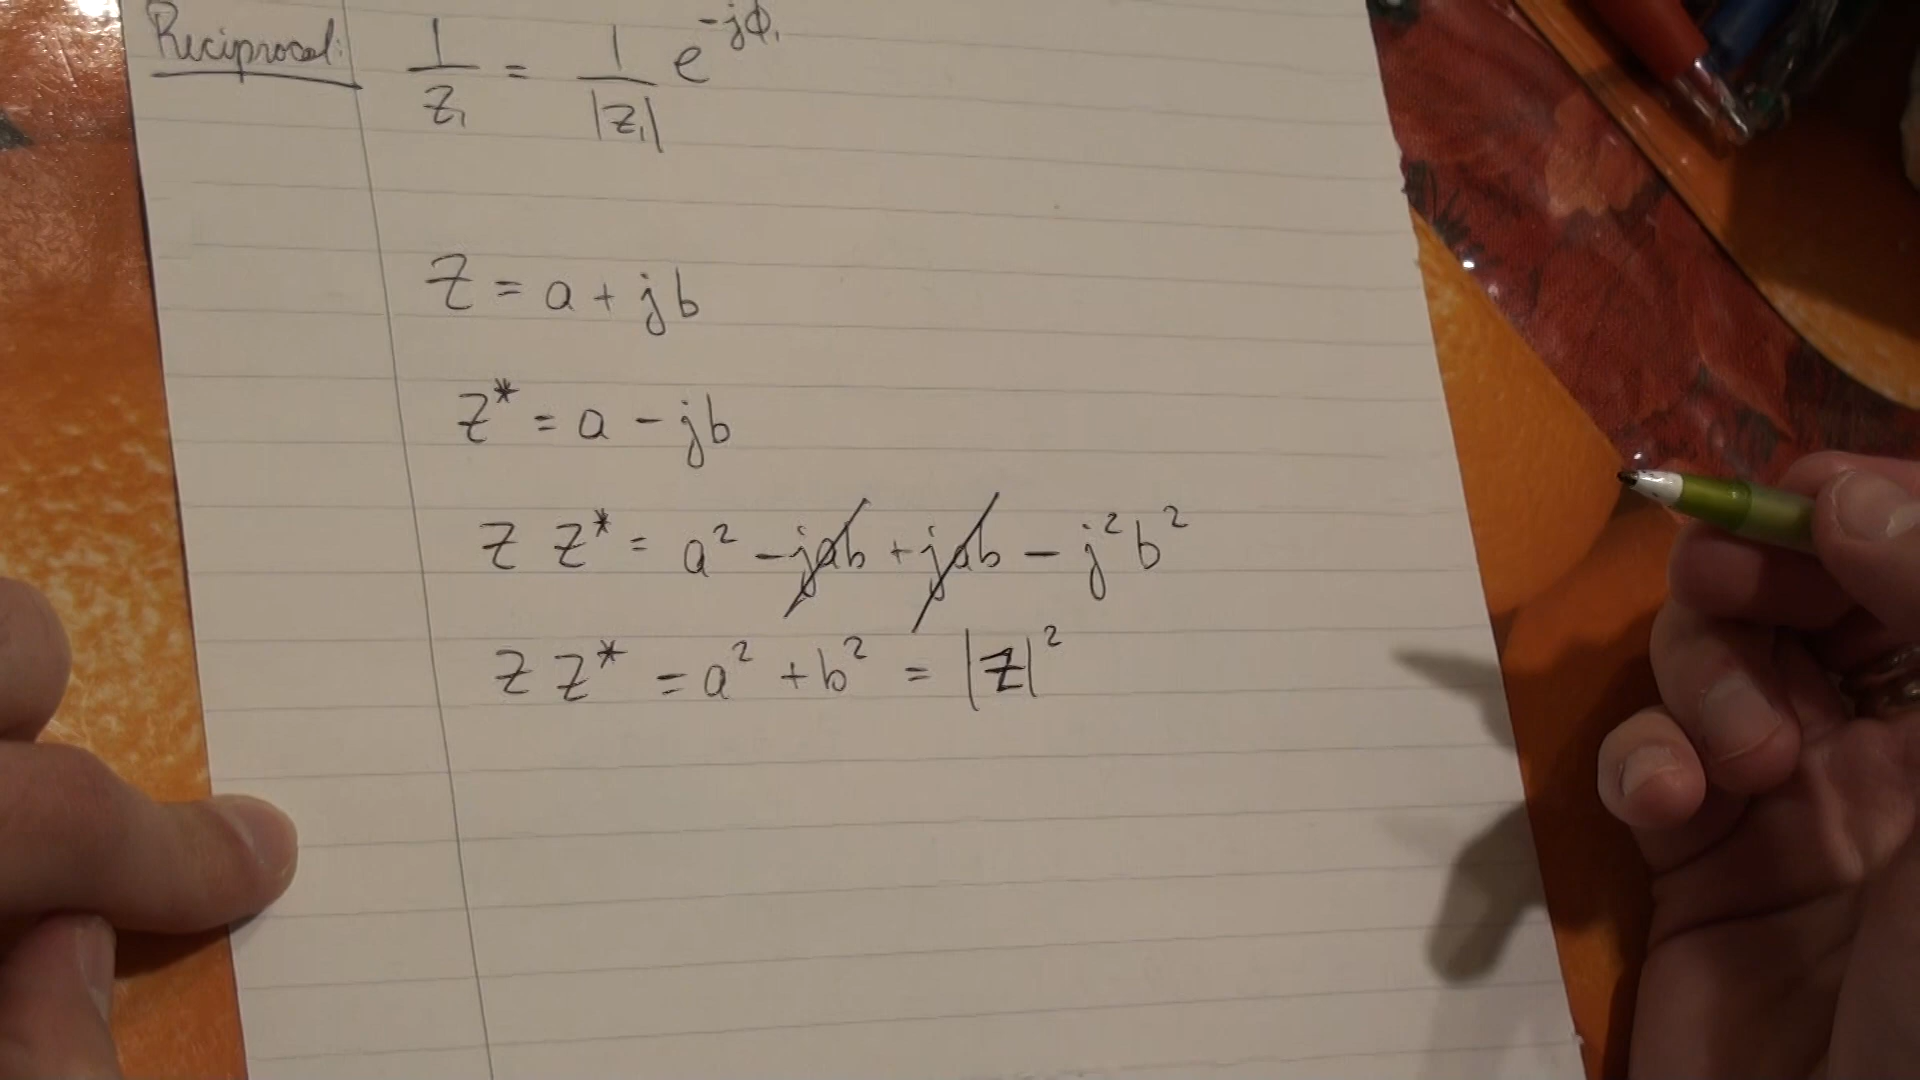 Reciprocal: 1/z₁ = 1/|z₁| e^(-jϕ₁)
z = a + jb
z* = a - jb
z z* = a² - jab + jab - j²b²
z z* = a² + b² = |z|²